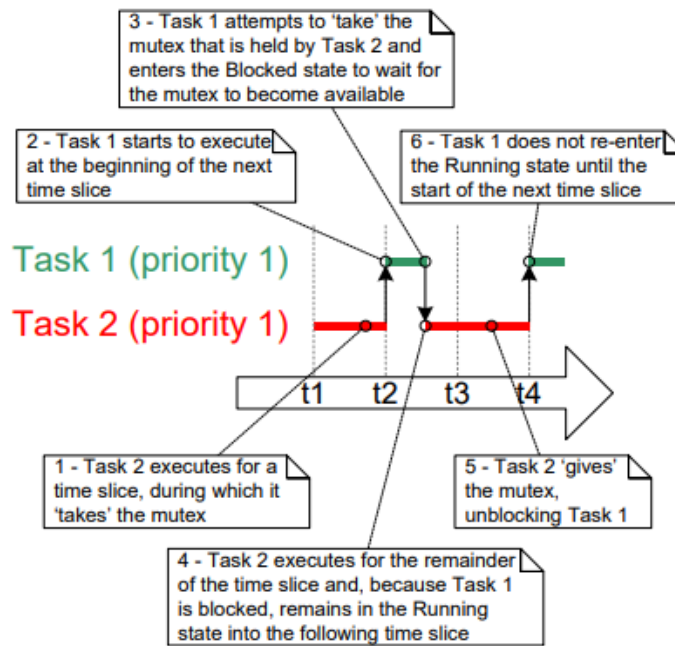 3 - Task 1 attempts to ‘take’ the
mutex that is held by Task 2 and
enters the Blocked state to wait for
the mutex to become available
2 - Task 1 starts to execute
at the beginning of the next
time slice
6 - Task 1 does not re-enter
the Running state until the
start of the next time slice
Task 1 (priority 1)
Task 2 (priority 1)
t1 t2 t3 t4
1 - Task 2 executes for a
time slice, during which it
‘takes’ the mutex
5 - Task 2 ‘gives’
the mutex,
unblocking Task 1
4 - Task 2 executes for the remainder
of the time slice and, because Task 1
is blocked, remains in the Running
state into the following time slice